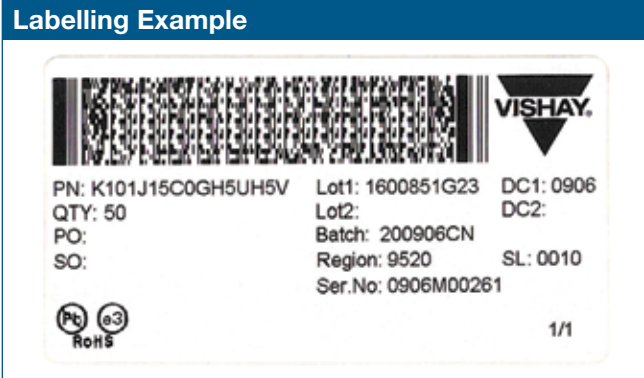 Labelling Example
VISHAY.
PN: K101J15C0GH5UH5V Lot1: 1600851G23 DC1: 0906
QTY: 50 Lot2: DC2:
PO: Batch: 200906CN
SO: Region: 9520 SL: 0010
Ser.No: 0906M00261
Pb e3
RoHS
1/1